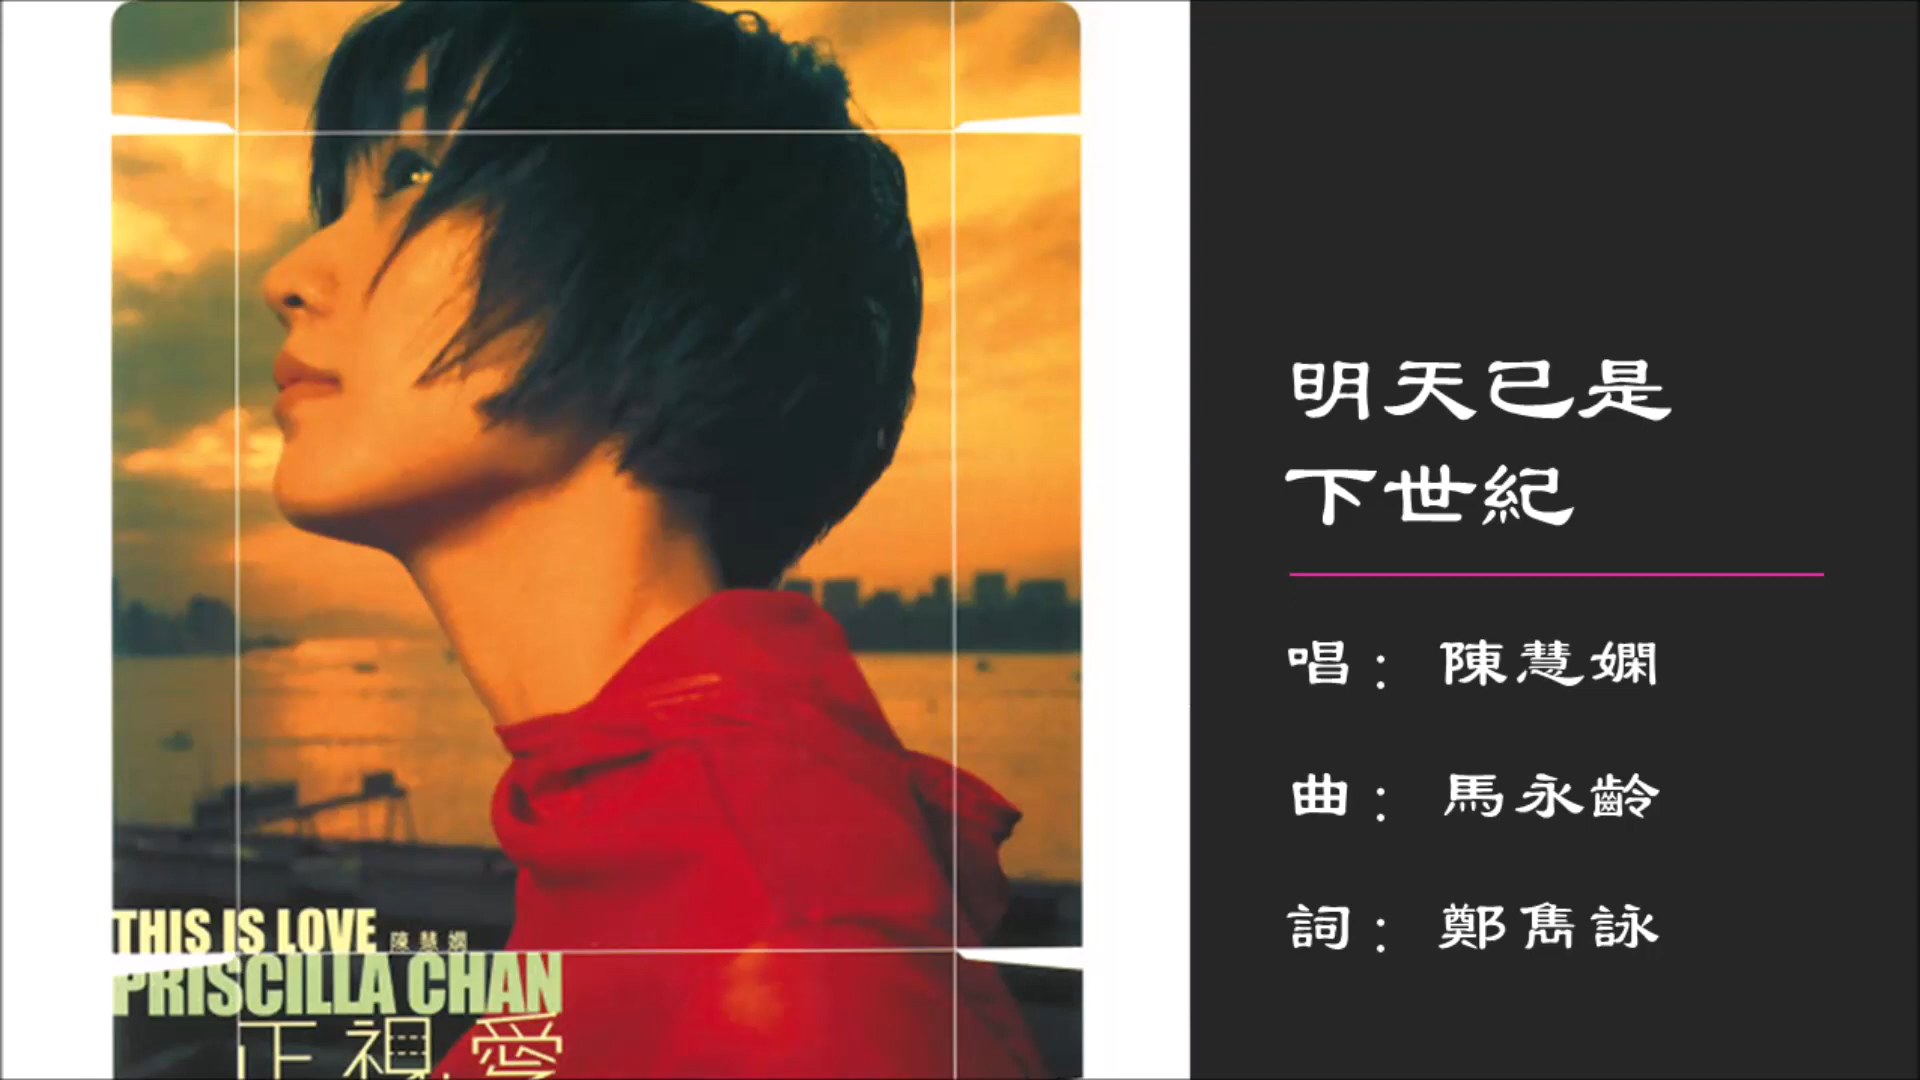 THIS IS LOVE 陳慧嫻
PRISCILLA CHAN
正視愛
明天已是
下世紀
唱： 陳慧嫻
曲： 馬永齡
詞： 鄭雋詠